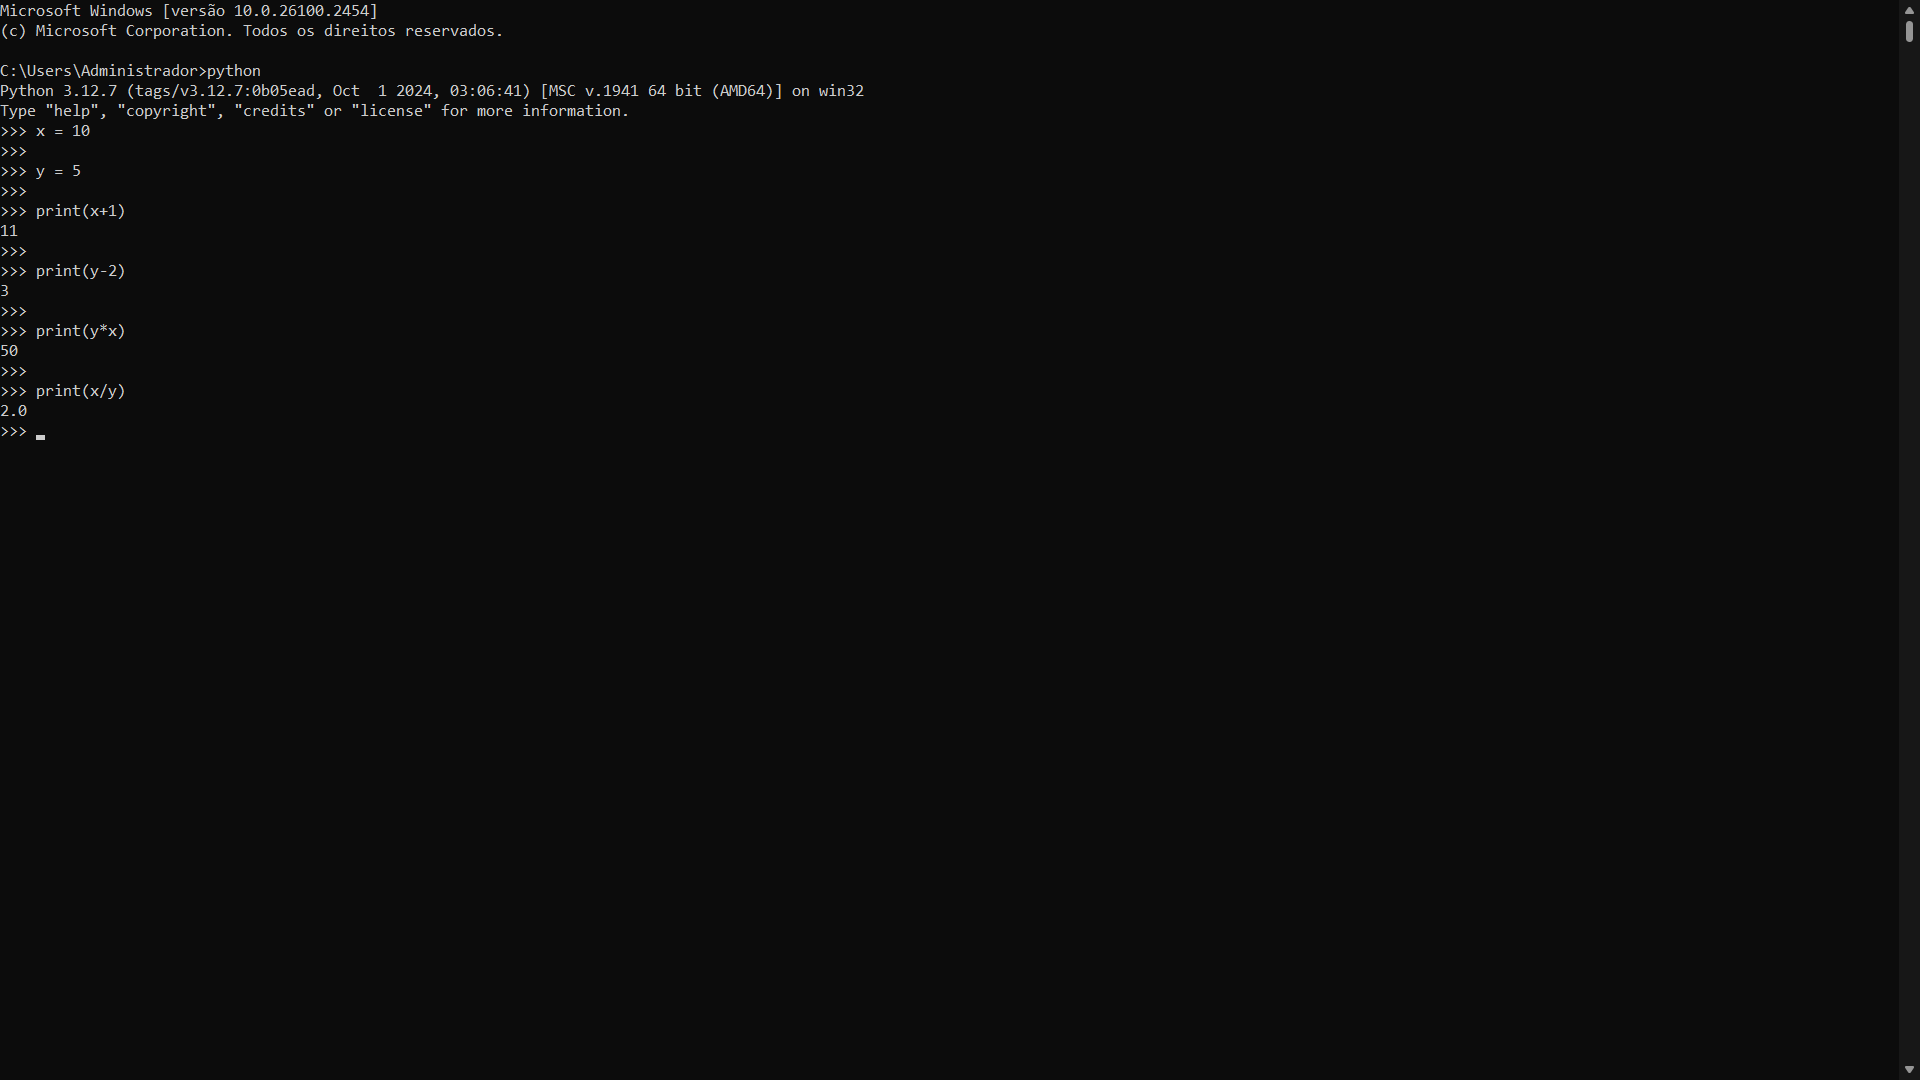 Microsoft Windows [versão 10.0.26100.2454]
(c) Microsoft Corporation. Todos os direitos reservados.

C:\Users\Administrador>python
Python 3.12.7 (tags/v3.12.7:0b05ead, Oct  1 2024, 03:06:41) [MSC v.1941 64 bit (AMD64)] on win32
Type "help", "copyright", "credits" or "license" for more information.
>>> x = 10
>>>
>>> y = 5
>>>
>>> print(x+1)
11
>>>
>>> print(y-2)
3
>>>
>>> print(y*x)
50
>>>
>>> print(x/y)
2.0
>>>